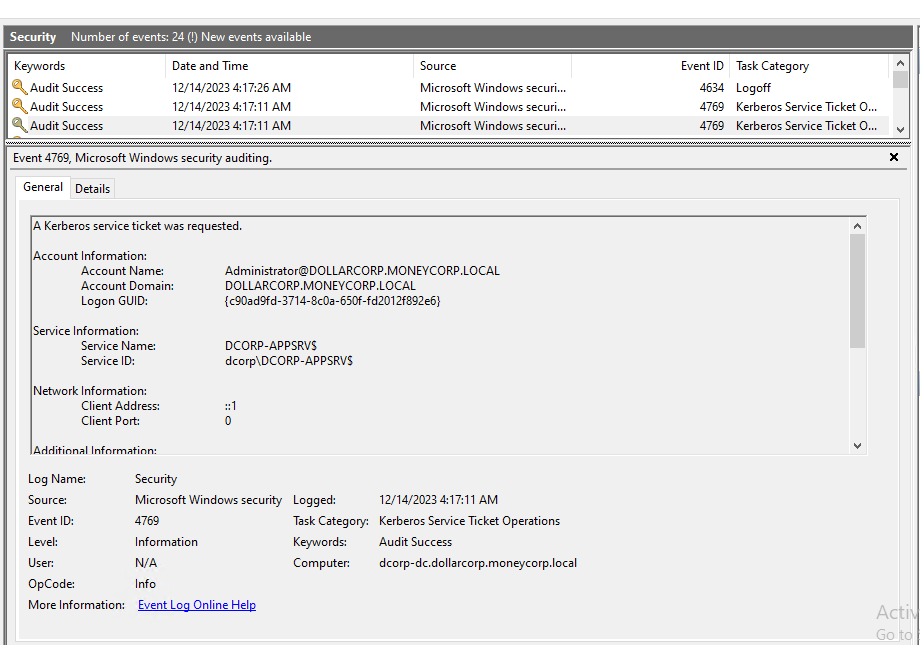 Security Number of events: 24 (!) New events available
Keywords Date and Time Source Event ID Task Category
Audit Success 12/14/2023 4:17:26 AM Microsoft Windows securi... 4634 Logoff
Audit Success 12/14/2023 4:17:11 AM Microsoft Windows securi... 4769 Kerberos Service Ticket O...
Audit Success 12/14/2023 4:17:11 AM Microsoft Windows securi... 4769 Kerberos Service Ticket O...
Event 4769, Microsoft Windows security auditing.
General Details
A Kerberos service ticket was requested.
Account Information:
Account Name: Administrator@DOLLARCORP.MONEYCORP.LOCAL
Account Domain: DOLLARCORP.MONEYCORP.LOCAL
Logon GUID: {c90ad9fd-3714-8c0a-650f-fd2012f892e6}
Service Information:
Service Name: DCORP-APPSRV$
Service ID: dcorp\DCORP-APPSRV$
Network Information:
Client Address: ::1
Client Port: 0
Additional Information:
Log Name: Security
Source: Microsoft Windows security Logged: 12/14/2023 4:17:11 AM
Event ID: 4769 Task Category: Kerberos Service Ticket Operations
Level: Information Keywords: Audit Success
User: N/A Computer: dcorp-dc.dollarcorp.moneycorp.local
OpCode: Info
More Information: Event Log Online Help
Activ
Go to